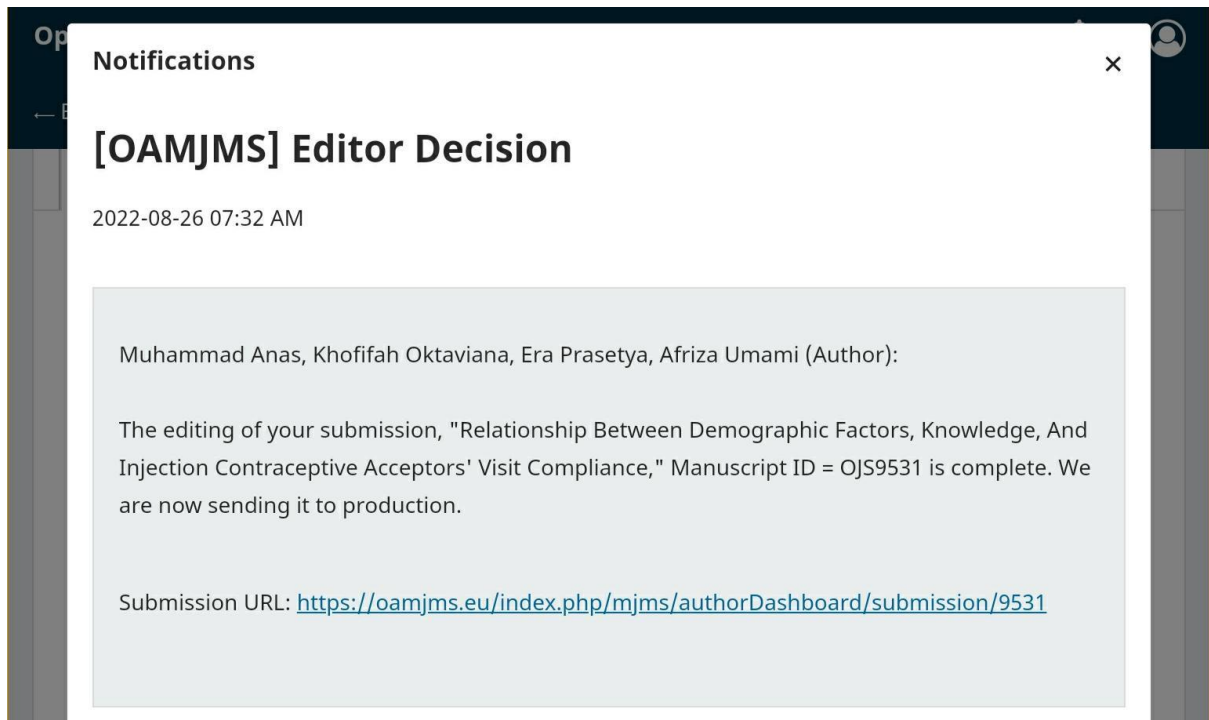 Op
Notifications
×
← E
[OAMJMS] Editor Decision
2022-08-26 07:32 AM
Muhammad Anas, Khofifah Oktaviana, Era Prasetya, Afriza Umami (Author):
The editing of your submission, "Relationship Between Demographic Factors, Knowledge, And
Injection Contraceptive Acceptors' Visit Compliance," Manuscript ID = OJS9531 is complete. We
are now sending it to production.
Submission URL: https://oamjms.eu/index.php/mjms/authorDashboard/submission/9531